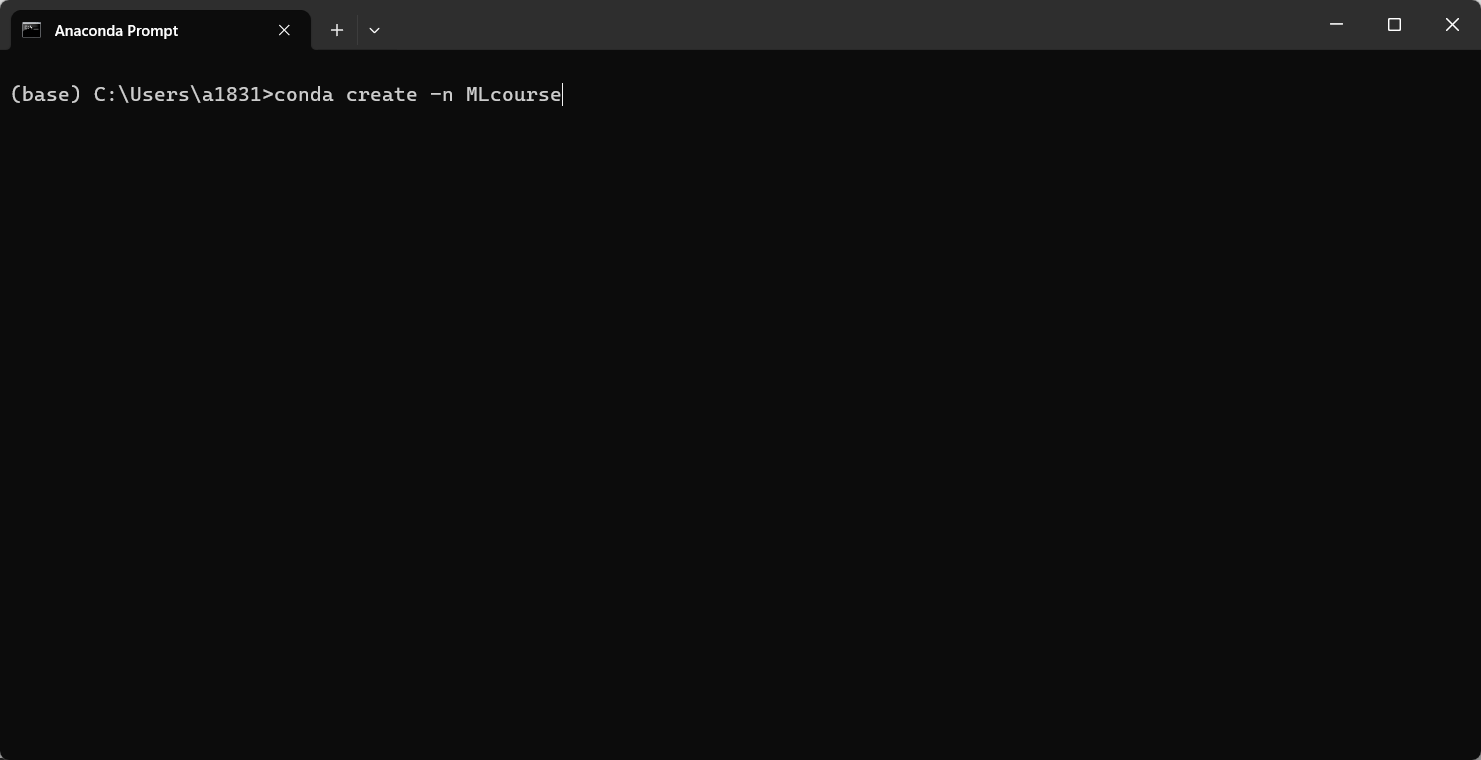 Anaconda Prompt
(base) C:\Users\a1831>conda create -n MLcourse